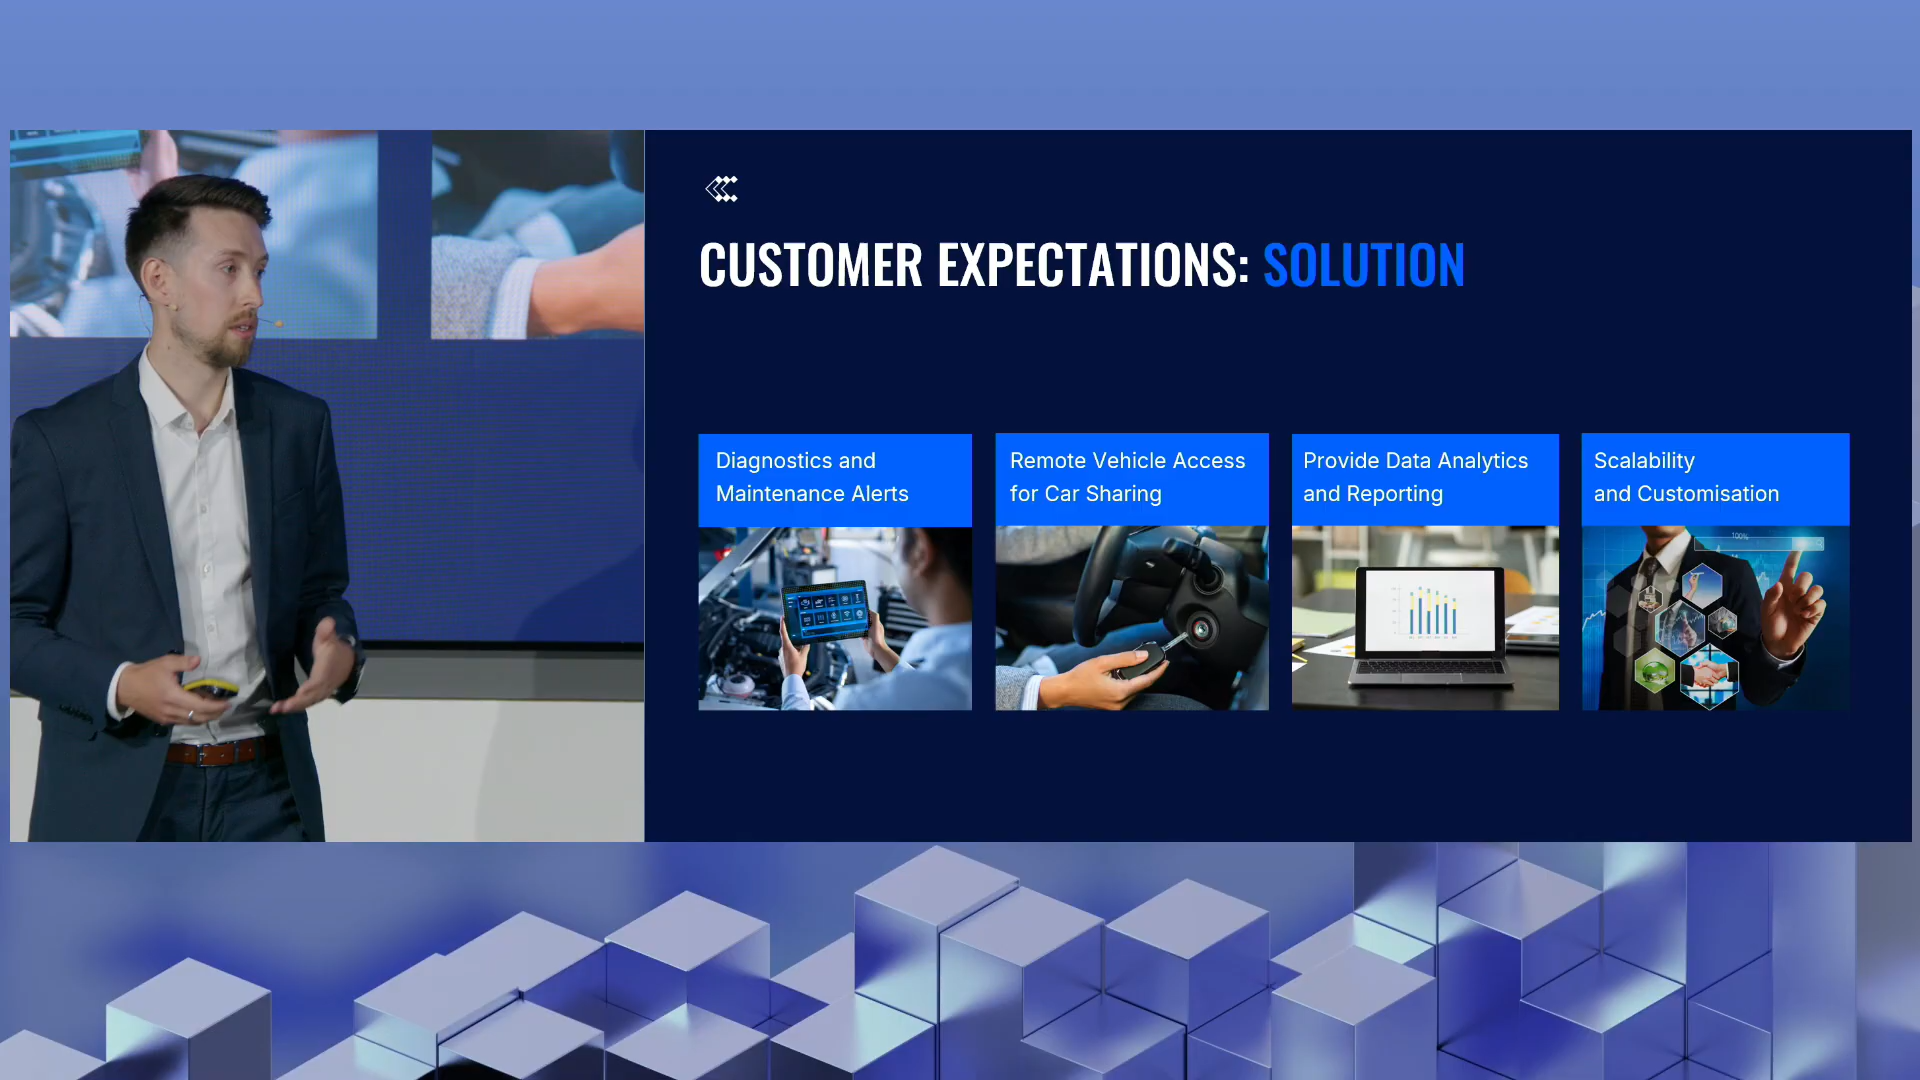 CUSTOMER EXPECTATIONS: SOLUTION
Diagnostics and
Maintenance Alerts
Remote Vehicle Access
for Car Sharing
Provide Data Analytics
and Reporting
Scalability
and Customisation
100%